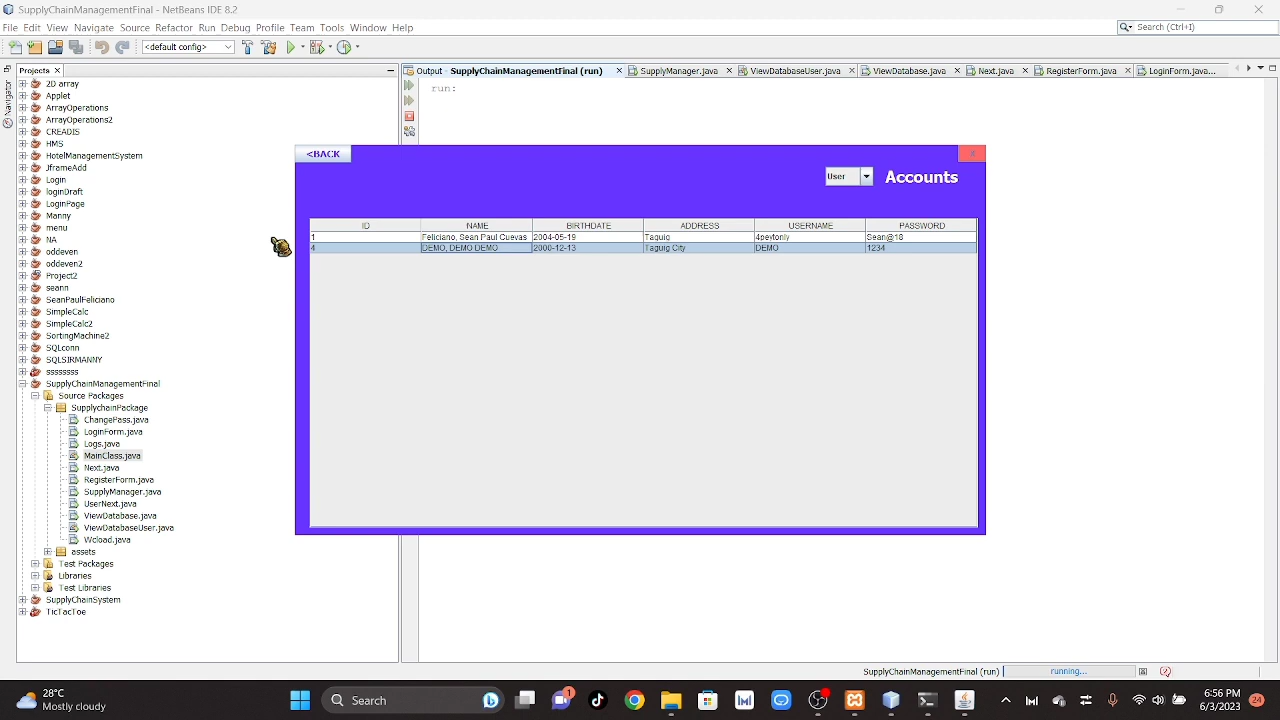 SupplyChainManagementFinal - NetBeans IDE 8.2
File Edit View Navigate Source Refactor Run Debug Profile Team Tools Window Help
Search (Ctrl+I)
<default config>
Projects
Navigator
Output - SupplyChainManagementFinal (run) SupplyManager.java ViewDatabaseUser.java ViewDatabase.java Next.java RegisterForm.java LoginForm.java...
run:
2D array
Applet
ArrayOperations
ArrayOperations2
CREADIS
HMS
HotelManagementSystem
JframeAdd
Login
loginDraft
LoginPage
Manny
menu
NA
oddeven
oddeven2
Project2
seann
SeanPaulFeliciano
SimpleCalc
SimpleCalc2
SortingMachine2
SQLconn
SQLSIRMANNY
ssssssss
SupplyChainManagementFinal
Source Packages
SupplychainPackage
ChangePass.java
LoginForm.java
Logs.java
MainClass.java
Next.java
RegisterForm.java
SupplyManager.java
UserNext.java
ViewDatabase.java
ViewDatabaseUser.java
Wcload.java
assets
Test Packages
Libraries
Test Libraries
SupplyChainSystem
TicTacToe
<BACK
User Accounts
ID NAME BIRTHDATE ADDRESS USERNAME PASSWORD
1 Feliciano, Sean Paul Cuevas 2004-05-19 Taguig 4peytonly Sean@18
4 DEMO, DEMO DEMO 2000-12-13 Taguig City DEMO 1234
SupplyChainManagementFinal (run) running...
28°C
Mostly cloudy
Search
1
6:56 PM
6/3/2023
24